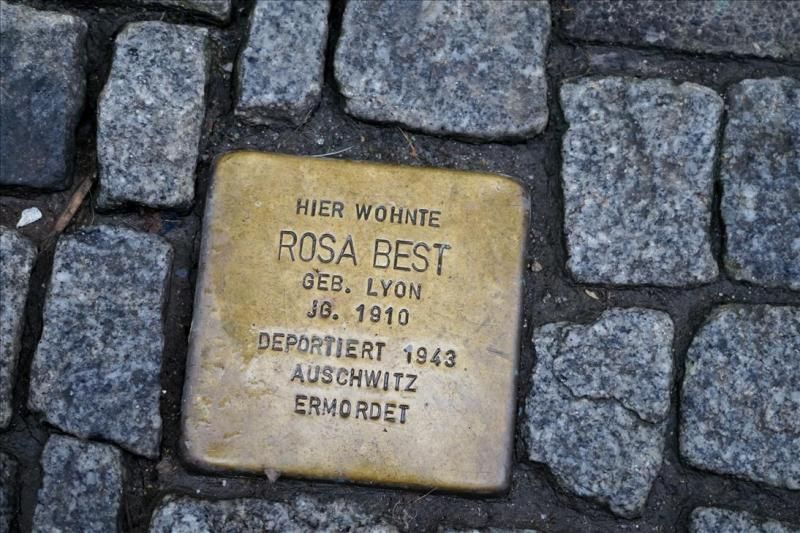 HIER WOHNTE
ROSA BEST
GEB. LYON
JG. 1910
DEPORTIERT 1943
AUSCHWITZ
ERMORDET